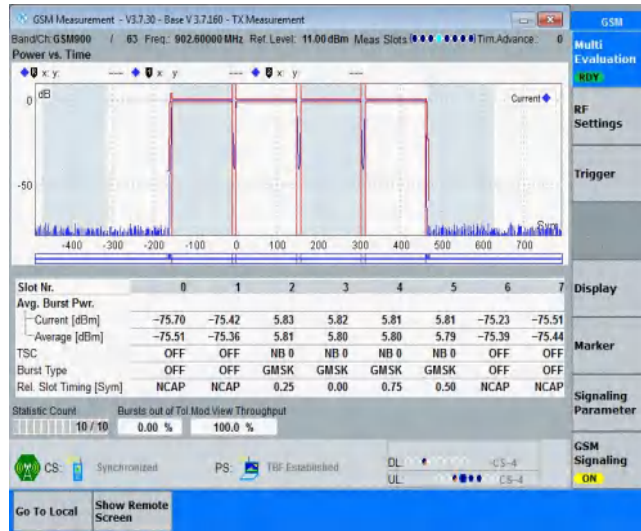 GSM Measurement - V3.7.30 - Base V 3.7.160 - TX Measurement
GSM
Band/Ch: GSM900 / 63 Freq.: 902.60000 MHz Ref. Level: 11.00 dBm Meas Slots Tim.Advance: 0
Power vs. Time
Multi Evaluation
RDY
x: y: --- x y --- x y ---
dB
Current
0
-50
Sym
-400 -300 -200 -100 0 100 200 300 400 500 600 700
RF Settings
Trigger
Slot Nr. 0 1 2 3 4 5 6 7
Avg. Burst Pwr.
Current [dBm] -75.70 -75.42 5.83 5.82 5.81 5.81 -75.23 -75.51
Average [dBm] -75.51 -75.36 5.81 5.80 5.80 5.79 -75.39 -75.44
TSC OFF OFF NB 0 NB 0 NB 0 NB 0 OFF OFF
Burst Type OFF OFF GMSK GMSK GMSK GMSK OFF OFF
Rel. Slot Timing [Sym] NCAP NCAP 0.25 0.00 0.75 0.50 NCAP NCAP
Display
Marker
Signaling Parameter
Statistic Count Bursts out of Tol. Mod View Throughput
10 / 10 0.00 % 100.0 %
CS: Synchronized PS: TBF Established DL: CS-4
UL: CS-4
GSM Signaling
ON
Go To Local
Show Remote Screen